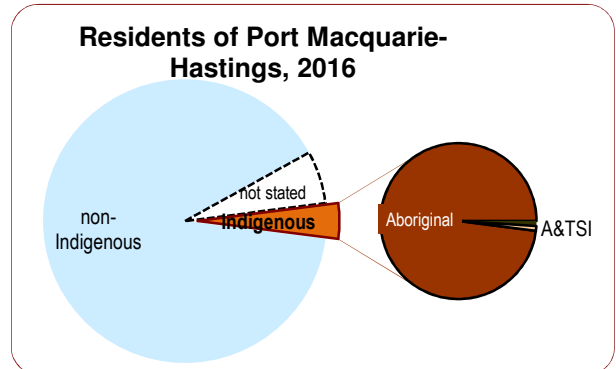 Residents of Port Macquarie-
Hastings, 2016
not stated
non-
Indigenous
Indigenous
Aboriginal
A&TSI